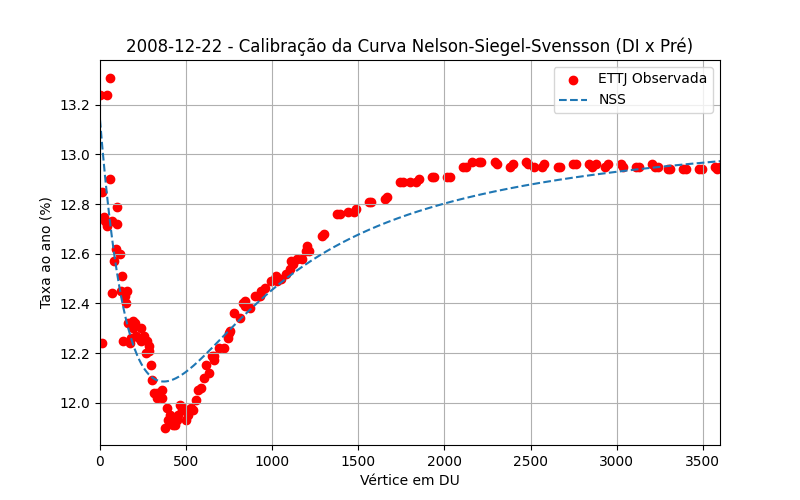 2008-12-22 - Calibração da Curva Nelson-Siegel-Svensson (DI x Pré)
ETTJ Observada
NSS
Taxa ao ano (%)
13.2
13.0
12.8
12.6
12.4
12.2
12.0
0 500 1000 1500 2000 2500 3000 3500
Vértice em DU